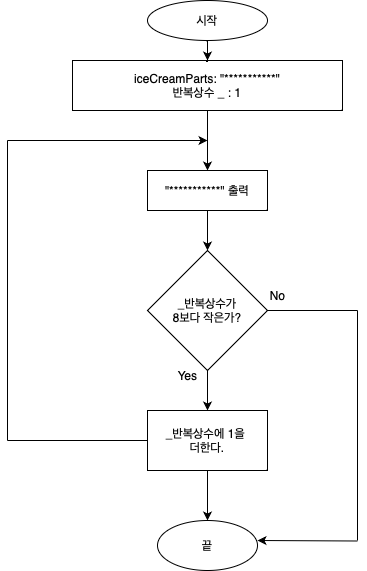 시작
iceCreamParts: "***********"
반복상수 _ : 1
"***********" 출력
_반복상수가
8보다 작은가?
No
Yes
_반복상수에 1을
더한다.
끝